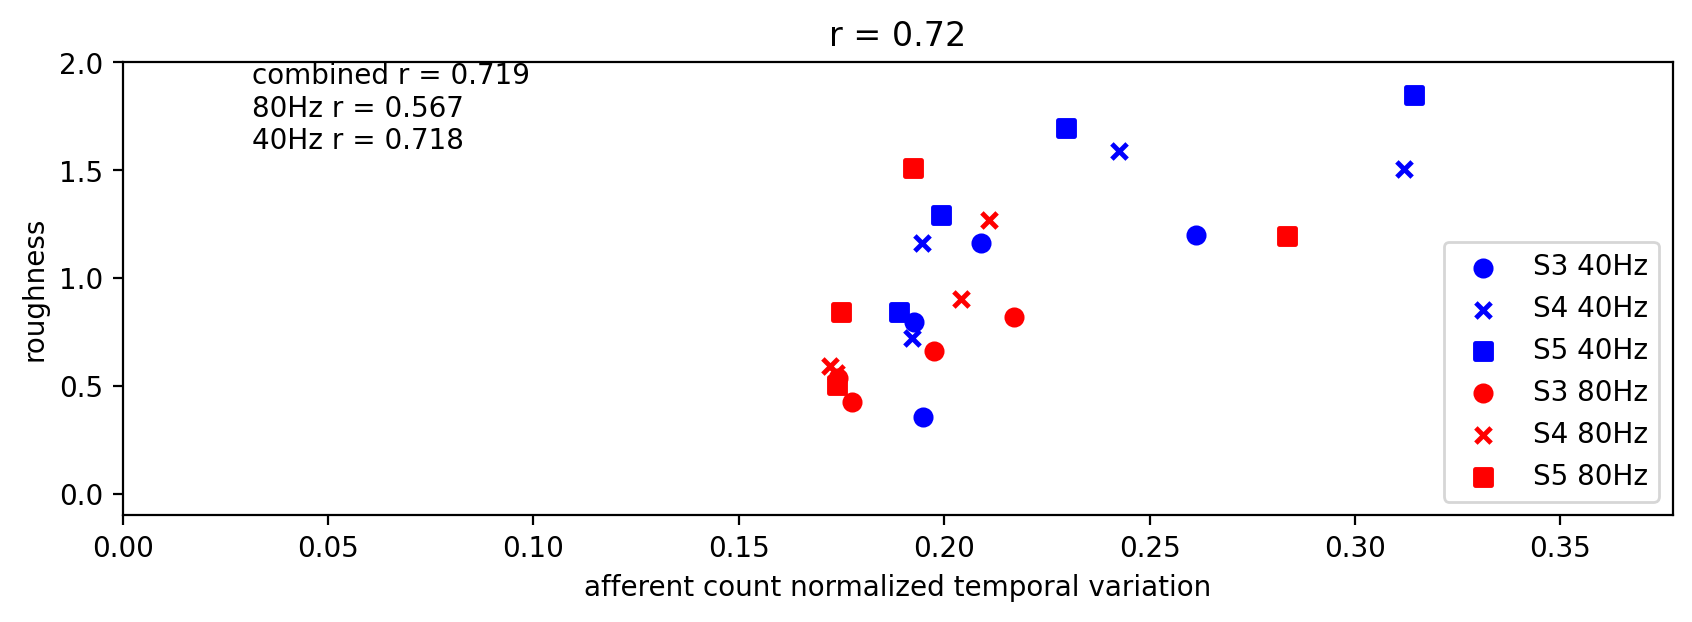 r = 0.72
combined r = 0.719
80Hz r = 0.567
40Hz r = 0.718
2.0
1.5
1.0
0.5
0.0
roughness
S3 40Hz
S4 40Hz
S5 40Hz
S3 80Hz
S4 80Hz
S5 80Hz
0.00 0.05 0.10 0.15 0.20 0.25 0.30 0.35
afferent count normalized temporal variation